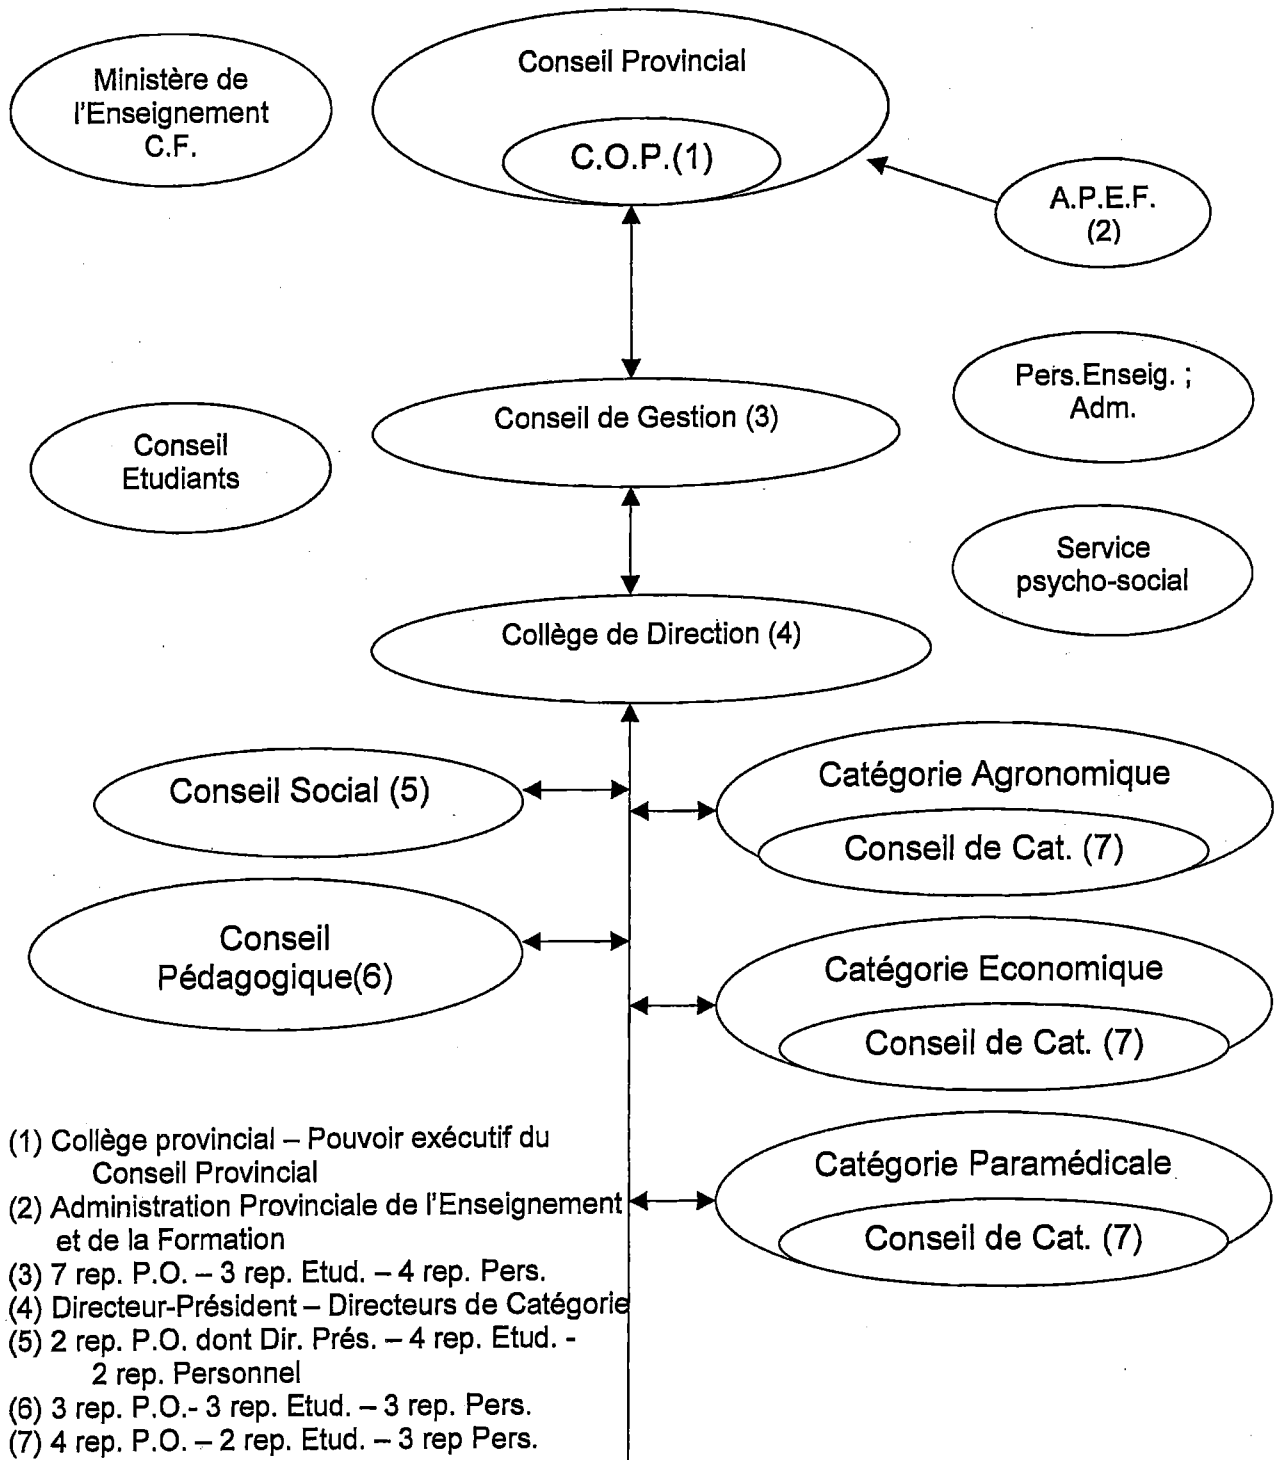 Ministère de
l'Enseignement
C.F.
Conseil Provincial
C.O.P.(1)
A.P.E.F.
(2)
Conseil de Gestion (3)
Pers.Enseig. ;
Adm.
Conseil
Etudiants
Service
psycho-social
Collège de Direction (4)
Conseil Social (5)
Catégorie Agronomique
Conseil de Cat. (7)
Conseil
Pédagogique(6)
Catégorie Economique
Conseil de Cat. (7)
Catégorie Paramédicale
Conseil de Cat. (7)
(1) Collège provincial – Pouvoir exécutif du
Conseil Provincial
(2) Administration Provinciale de l'Enseignement
et de la Formation
(3) 7 rep. P.O. – 3 rep. Etud. – 4 rep. Pers.
(4) Directeur-Président – Directeurs de Catégorie
(5) 2 rep. P.O. dont Dir. Prés. – 4 rep. Etud. -
2 rep. Personnel
(6) 3 rep. P.O.- 3 rep. Etud. – 3 rep. Pers.
(7) 4 rep. P.O. – 2 rep. Etud. – 3 rep Pers.